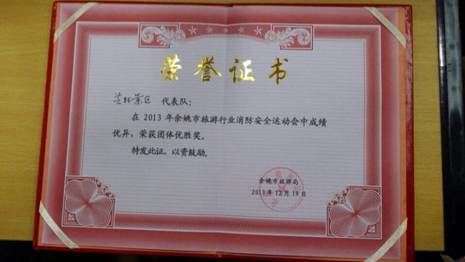 荣誉证书
景区 代表队：
在 2013 年余姚市旅游行业消防安全运动会中成绩
优异，荣获团体优胜奖。
特发此证，以资鼓励。
余姚市旅游局
2013 年 12 月 19 日